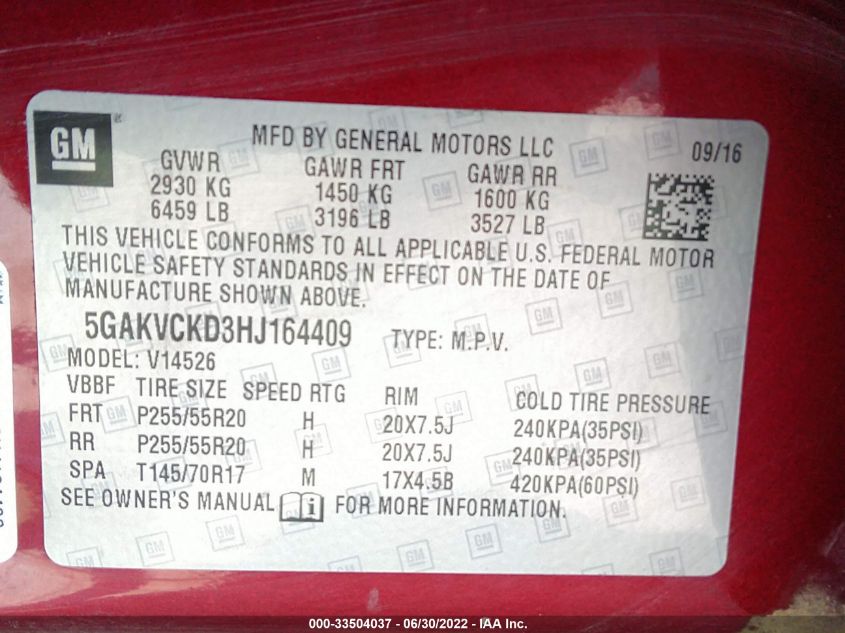 GM
MFD BY GENERAL MOTORS LLC 09/16
GVWR GAWR FRT GAWR RR
2930 KG 1450 KG 1600 KG
6459 LB 3196 LB 3527 LB
THIS VEHICLE CONFORMS TO ALL APPLICABLE U.S. FEDERAL MOTOR
VEHICLE SAFETY STANDARDS IN EFFECT ON THE DATE OF
MANUFACTURE SHOWN ABOVE.
5GAKVCKD3HJ164409 TYPE: M.P.V.
MODEL: V14526
VBBF TIRE SIZE SPEED RTG RIM COLD TIRE PRESSURE
FRT P255/55R20 H 20X7.5J 240KPA(35PSI)
RR P255/55R20 H 20X7.5J 240KPA(35PSI)
SPA T145/70R17 M 17X4.5B 420KPA(60PSI)
SEE OWNER'S MANUAL i FOR MORE INFORMATION.
000-33504037 - 06/30/2022 - IAA Inc.